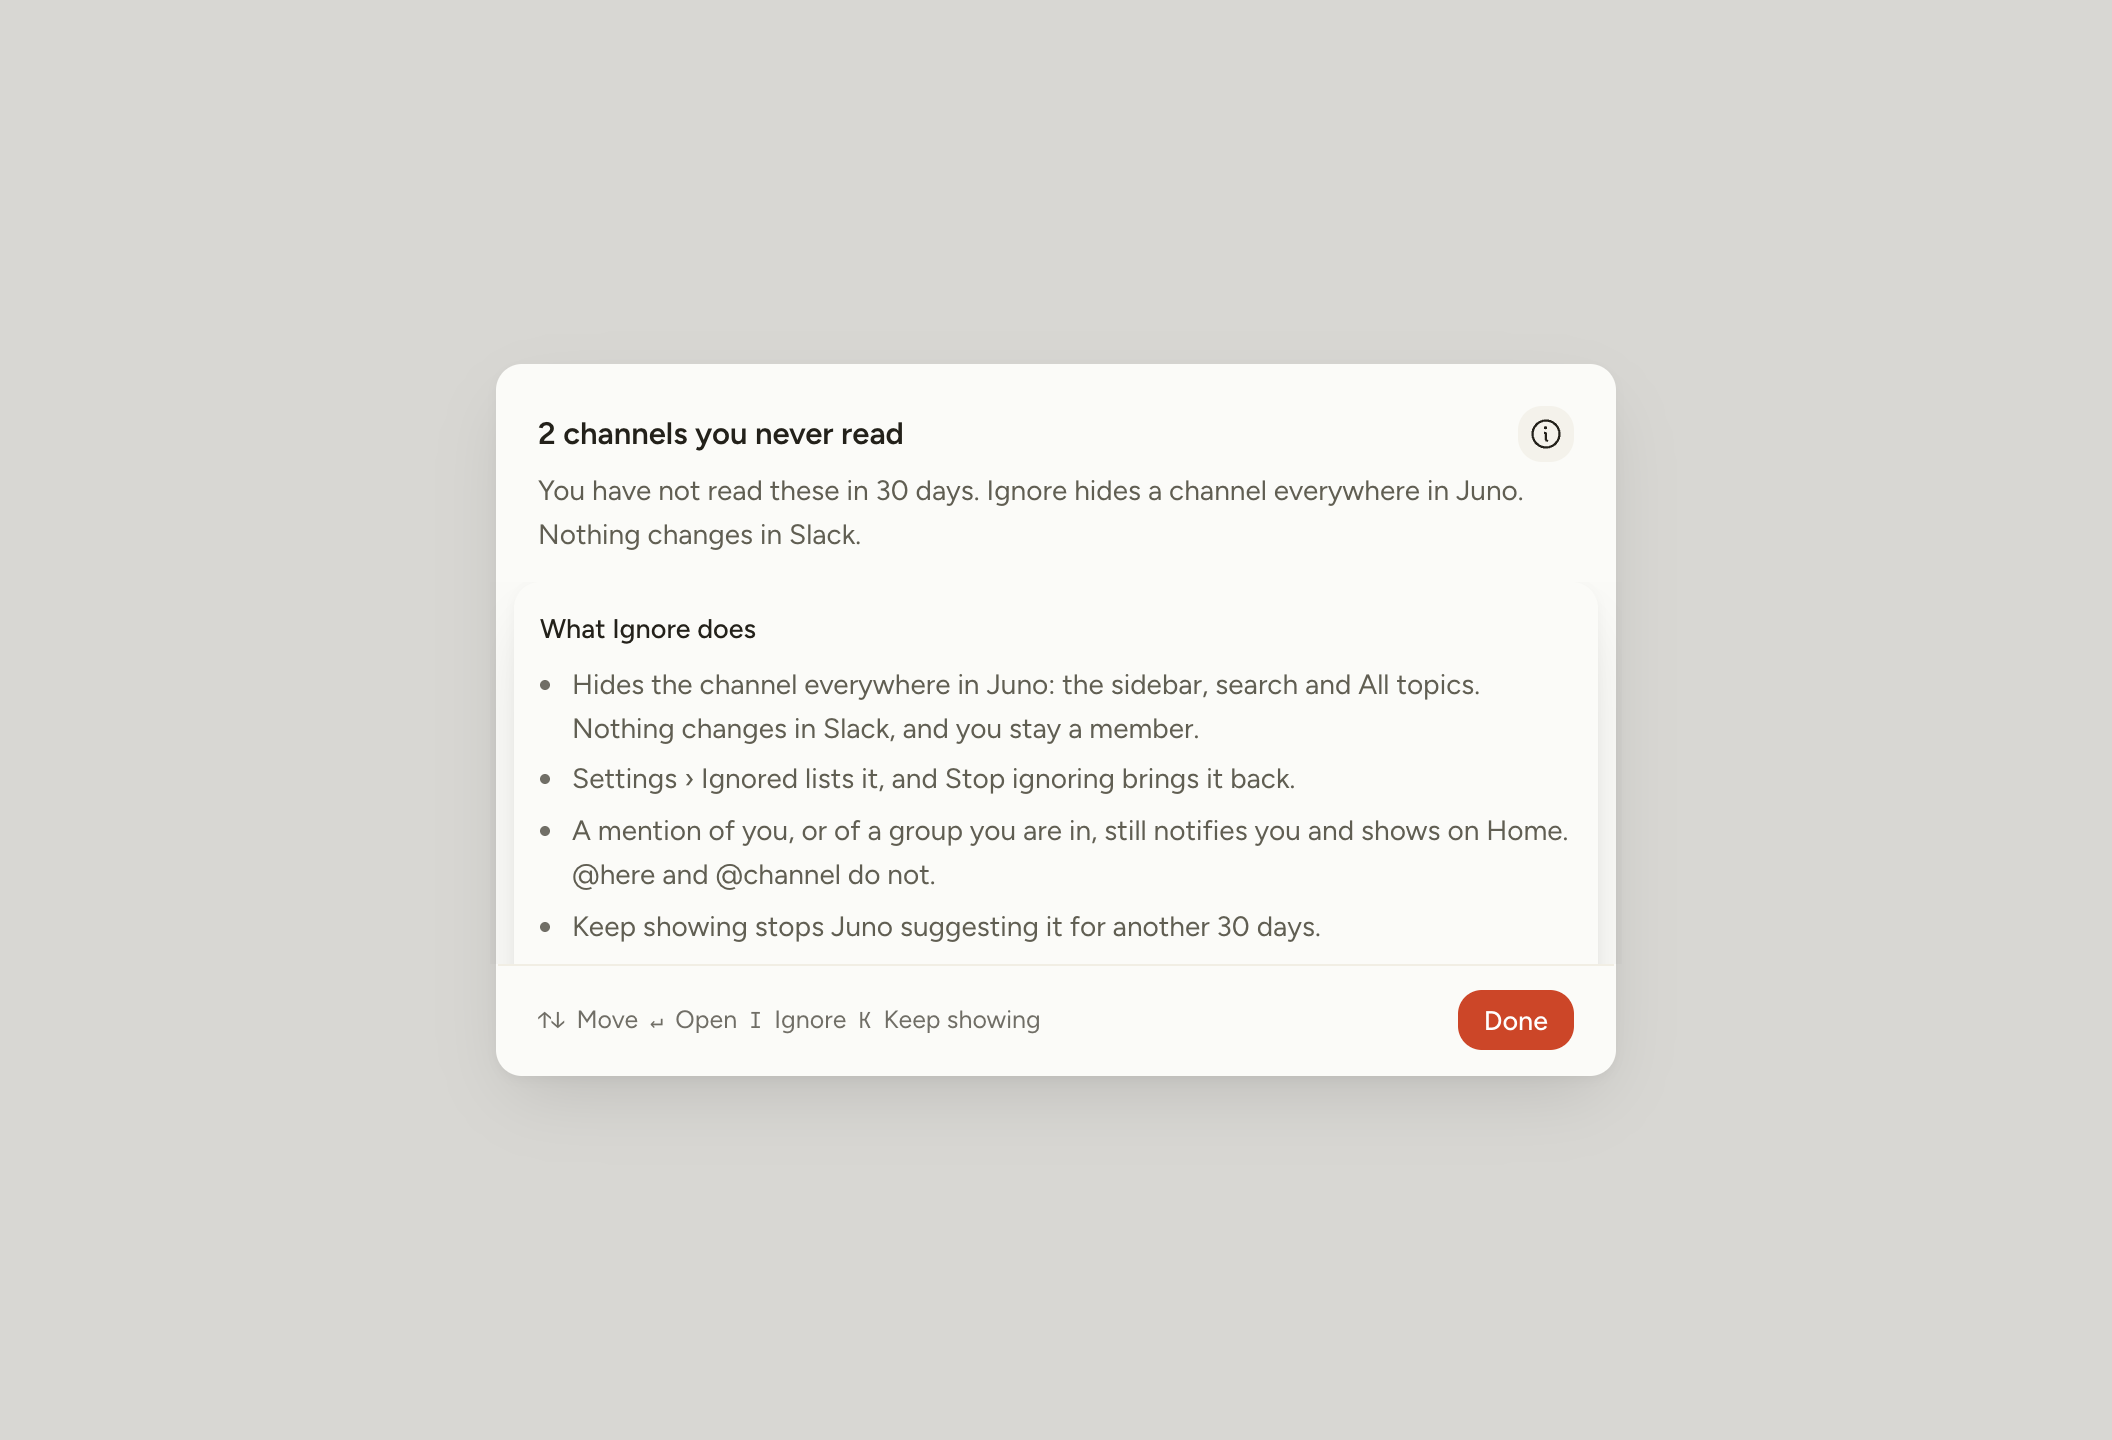 2 channels you never read
You have not read these in 30 days. Ignore hides a channel everywhere in Juno.
Nothing changes in Slack.
What Ignore does
• Hides the channel everywhere in Juno: the sidebar, search and All topics.
Nothing changes in Slack, and you stay a member.
• Settings › Ignored lists it, and Stop ignoring brings it back.
• A mention of you, or of a group you are in, still notifies you and shows on Home.
@here and @channel do not.
• Keep showing stops Juno suggesting it for another 30 days.
↑↓ Move ↵ Open I Ignore K Keep showing
Done